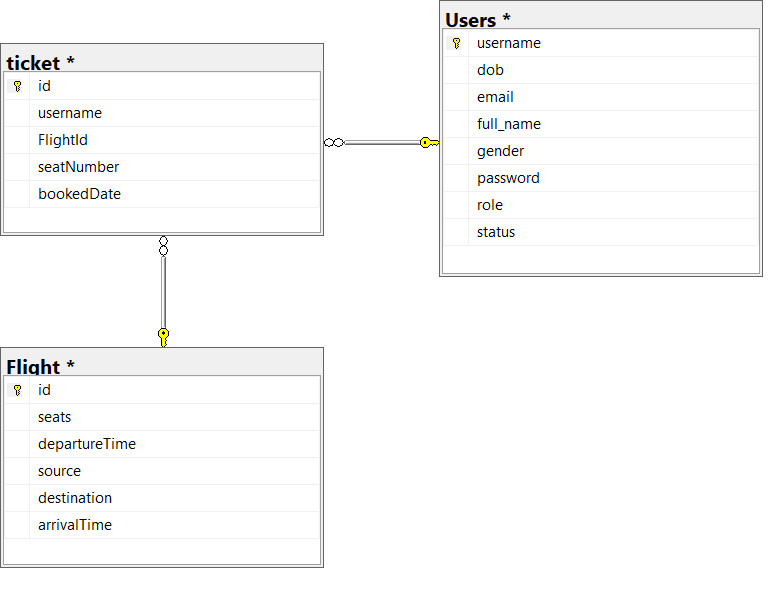 ticket *
id
username
FlightId
seatNumber
bookedDate
Users *
username
dob
email
full_name
gender
password
role
status
Flight *
id
seats
departureTime
source
destination
arrivalTime